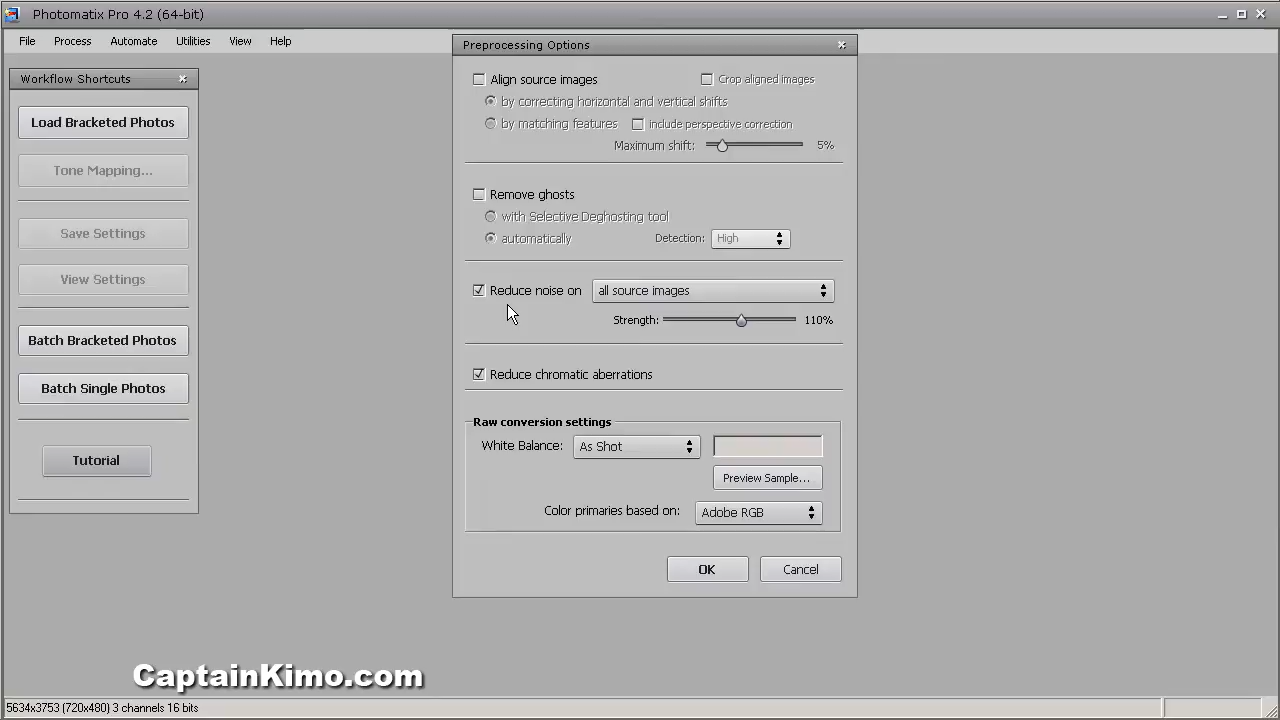 Photomatix Pro 4.2 (64-bit)
File Process Automate Utilities View Help
Workflow Shortcuts
Load Bracketed Photos
Tone Mapping...
Save Settings
View Settings
Batch Bracketed Photos
Batch Single Photos
Tutorial
Preprocessing Options
Align source images Crop aligned images
by correcting horizontal and vertical shifts
by matching features include perspective correction
Maximum shift: 5%
Remove ghosts
with Selective Deghosting tool
automatically Detection: High
Reduce noise on all source images
Strength: 110%
Reduce chromatic aberrations
Raw conversion settings
White Balance: As Shot
Preview Sample...
Color primaries based on: Adobe RGB
OK Cancel
CaptainKimo.com
5634x3753 (720x480) 3 channels 16 bits